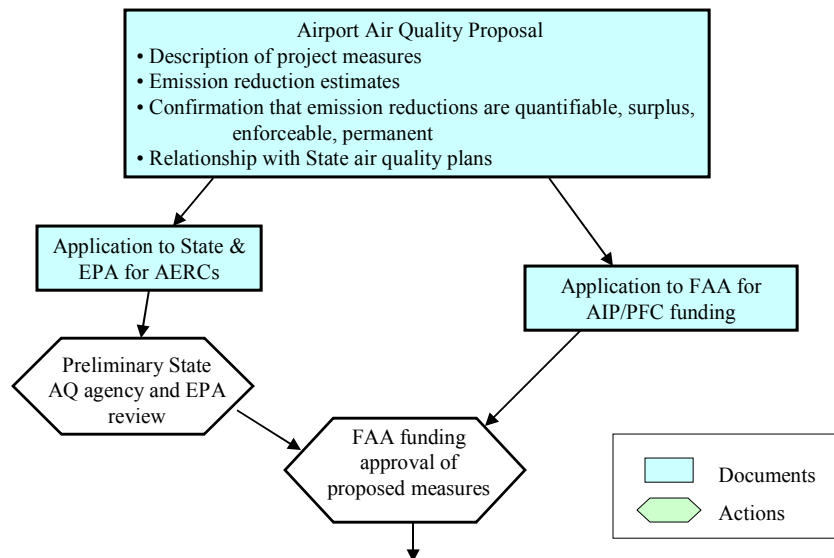 Airport Air Quality Proposal
• Description of project measures
• Emission reduction estimates
• Confirmation that emission reductions are quantifiable, surplus,
enforceable, permanent
• Relationship with State air quality plans
Application to State &
EPA for AERCs
Application to FAA for
AIP/PFC funding
Preliminary State
AQ agency and EPA
review
FAA funding
approval of
proposed measures
Documents
Actions